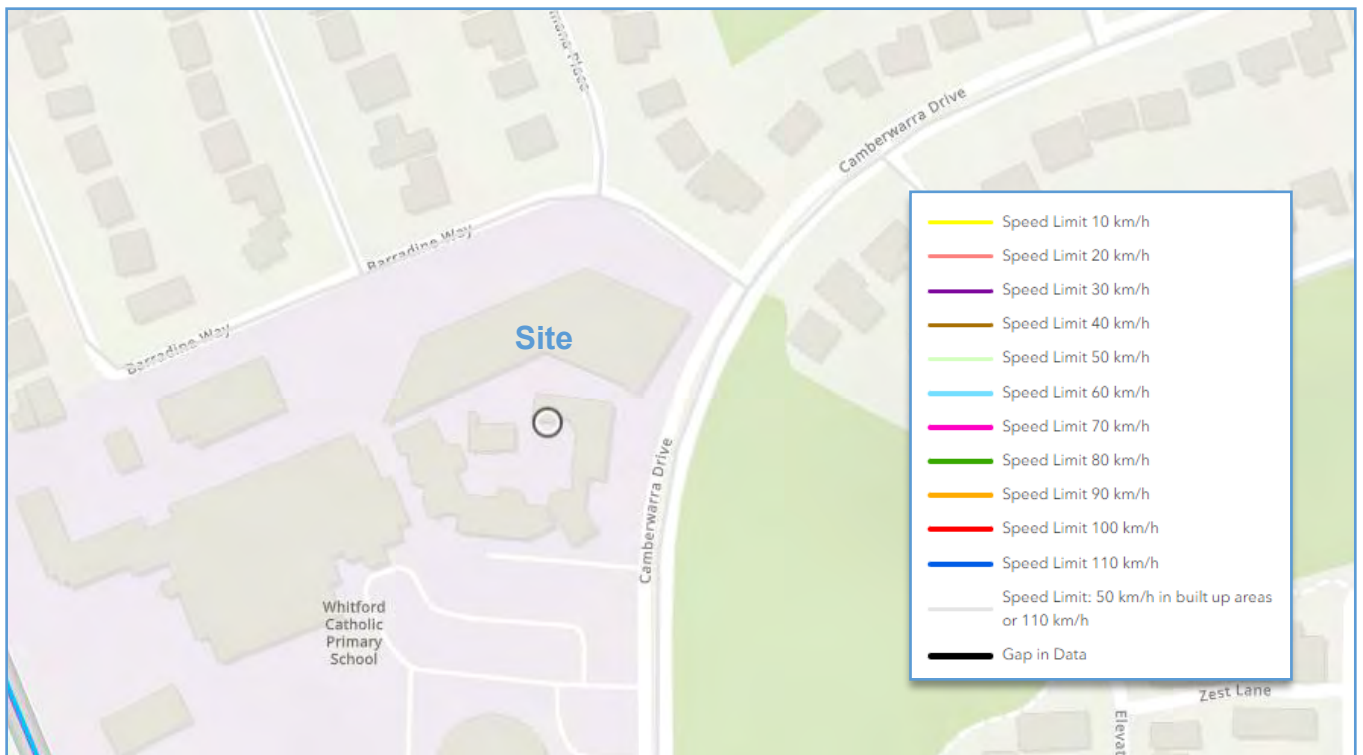 Place
Camberwarra Drive
Barradine Way
Barradine Way
Site
Camberwarra Drive
Whitford
Catholic
Primary
School
Speed Limit 10 km/h
Speed Limit 20 km/h
Speed Limit 30 km/h
Speed Limit 40 km/h
Speed Limit 50 km/h
Speed Limit 60 km/h
Speed Limit 70 km/h
Speed Limit 80 km/h
Speed Limit 90 km/h
Speed Limit 100 km/h
Speed Limit 110 km/h
Speed Limit: 50 km/h in built up areas
or 110 km/h
Gap in Data
Zest Lane